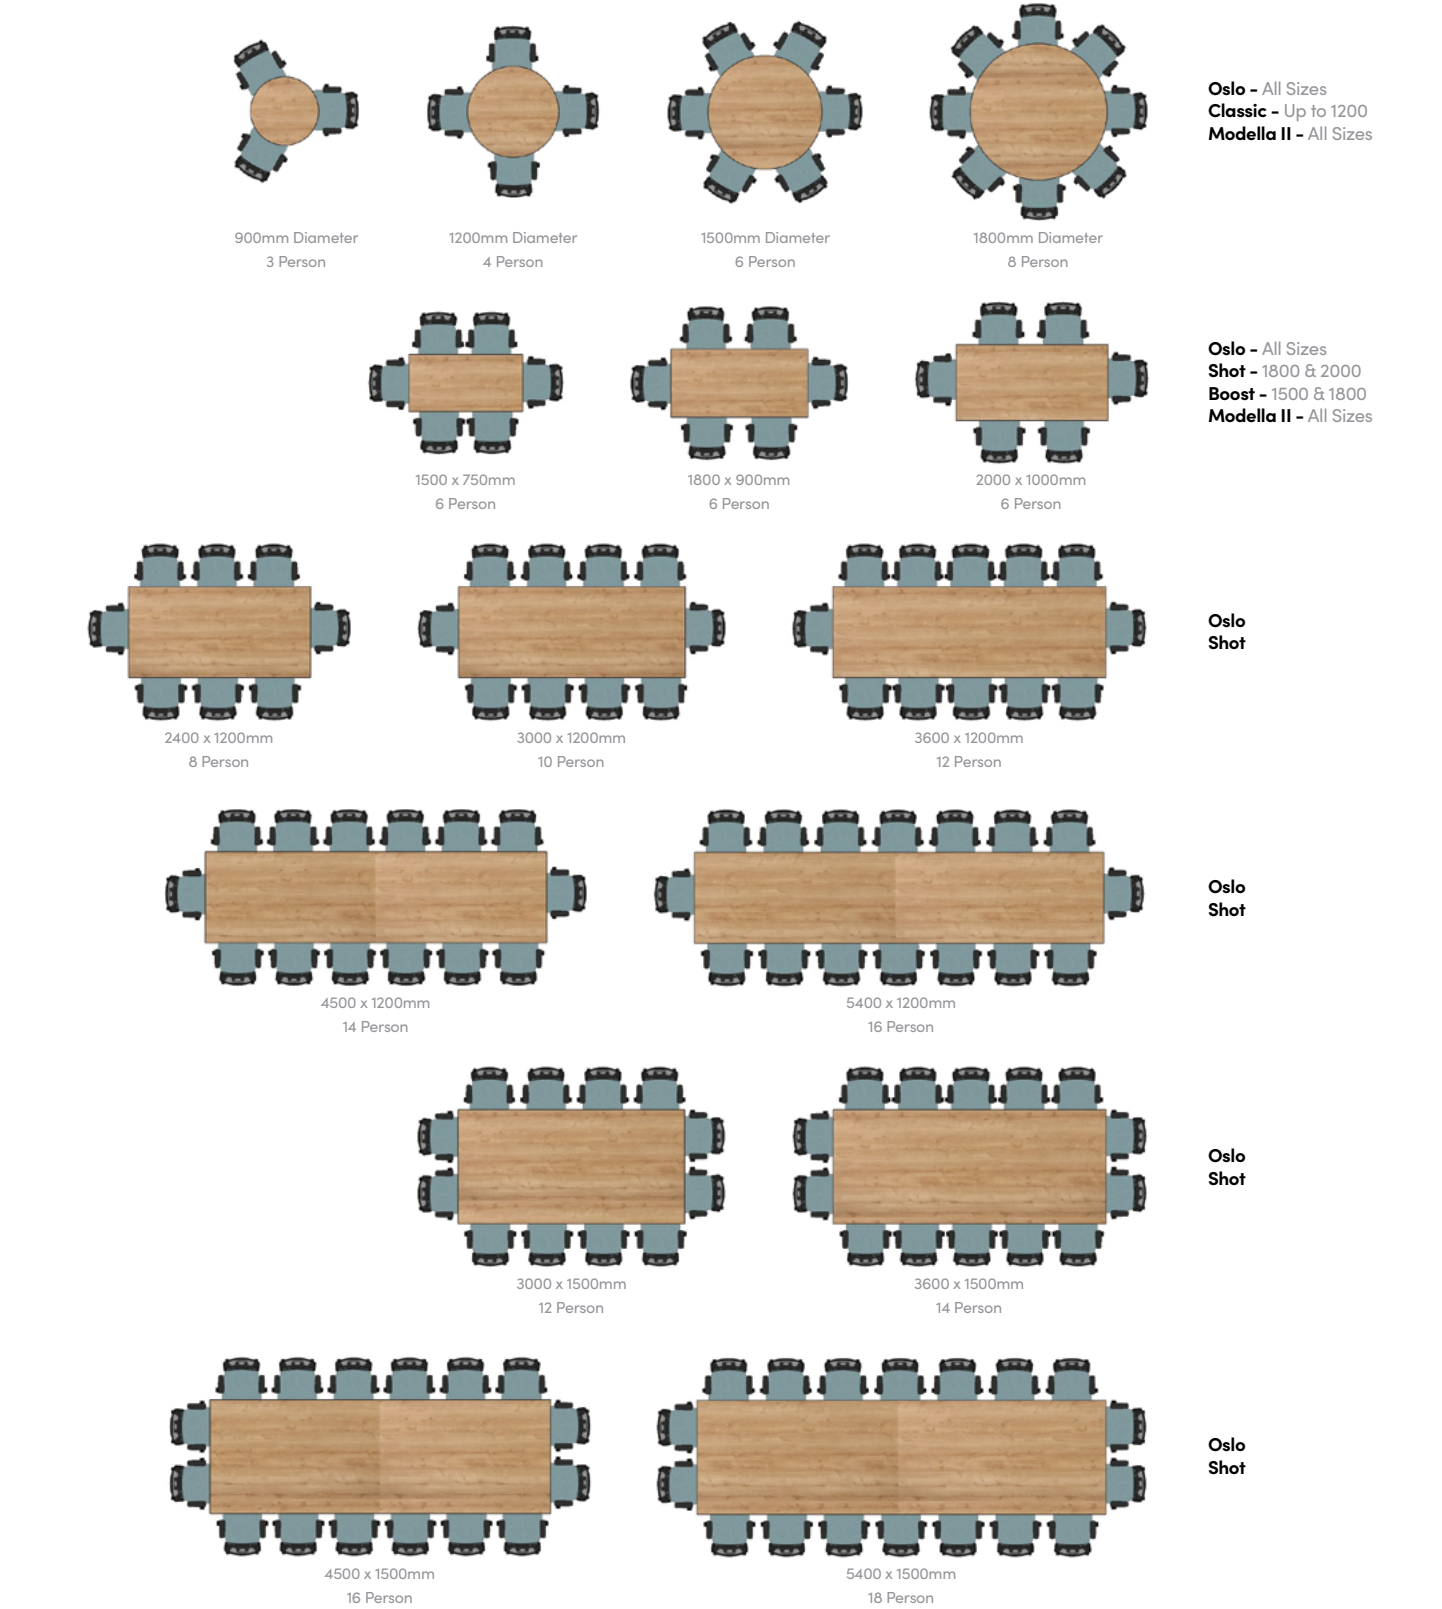 Oslo - All Sizes
Classic - Up to 1200
Modella II - All Sizes
900mm Diameter
3 Person
1200mm Diameter
4 Person
1500mm Diameter
6 Person
1800mm Diameter
8 Person
Oslo - All Sizes
Shot - 1800 & 2000
Boost - 1500 & 1800
Modella II - All Sizes
1500 x 750mm
6 Person
1800 x 900mm
6 Person
2000 x 1000mm
6 Person
Oslo
Shot
2400 x 1200mm
8 Person
3000 x 1200mm
10 Person
3600 x 1200mm
12 Person
Oslo
Shot
4500 x 1200mm
14 Person
5400 x 1200mm
16 Person
Oslo
Shot
3000 x 1500mm
12 Person
3600 x 1500mm
14 Person
Oslo
Shot
4500 x 1500mm
16 Person
5400 x 1500mm
18 Person